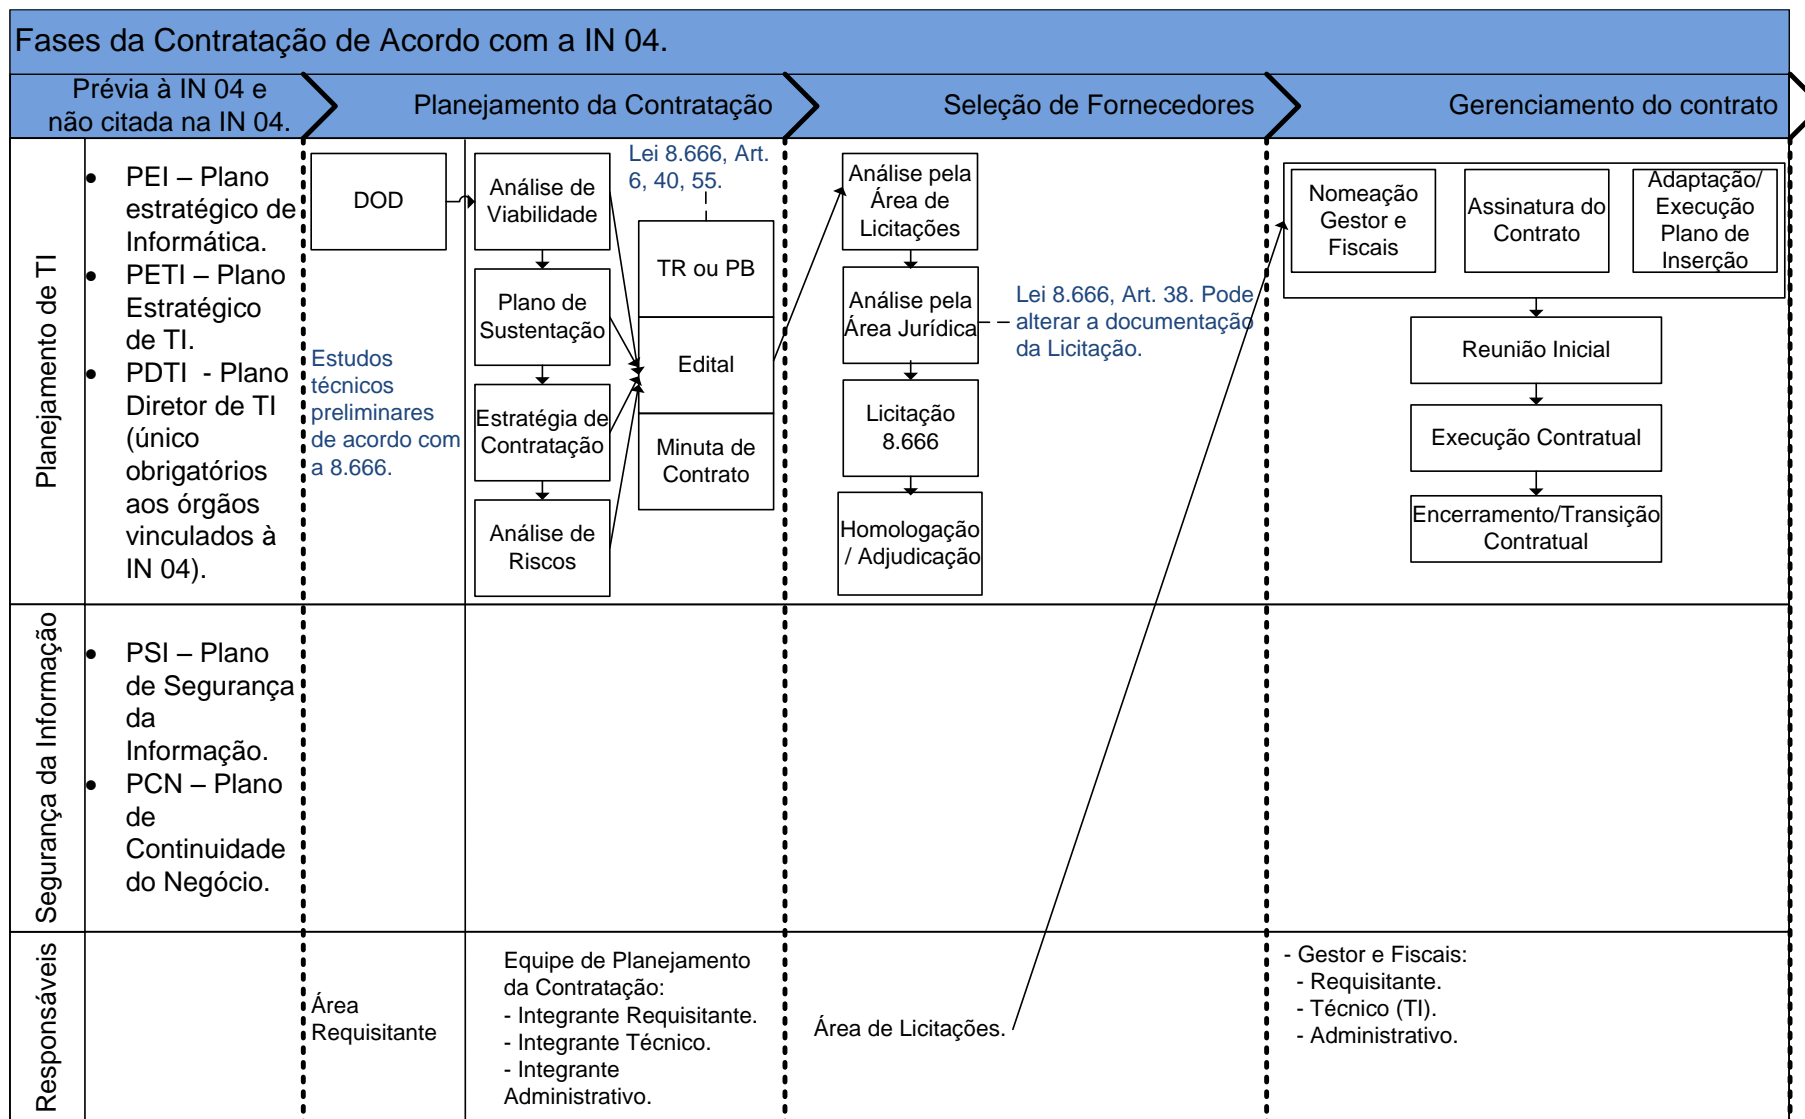 Fases da Contratação de Acordo com a IN 04.
Prévia à IN 04 e
não citada na IN 04.
Planejamento da Contratação
Seleção de Fornecedores
Gerenciamento do contrato
Planejamento de TI
• PEI – Plano
estratégico de
Informática.
• PETI – Plano
Estratégico
de TI.
• PDTI - Plano
Diretor de TI
(único
obrigatórios
aos órgãos
vinculados à
IN 04).
DOD
Estudos
técnicos
preliminares
de acordo com
a 8.666.
Análise de
Viabilidade
Plano de
Sustentação
Estratégia de
Contratação
Análise de
Riscos
Lei 8.666, Art.
6, 40, 55.
TR ou PB
Edital
Minuta de
Contrato
Análise pela
Área de
Licitações
Análise pela
Área Jurídica
Licitação
8.666
Homologação
/ Adjudicação
Lei 8.666, Art. 38. Pode
alterar a documentação
da Licitação.
Nomeação
Gestor e
Fiscais
Assinatura do
Contrato
Adaptação/
Execução
Plano de
Inserção
Reunião Inicial
Execução Contratual
Encerramento/Transição
Contratual
Segurança da Informação
• PSI – Plano
de Segurança
da
Informação.
• PCN – Plano
de
Continuidade
do Negócio.
Responsáveis
Área
Requisitante
Equipe de Planejamento
da Contratação:
- Integrante Requisitante.
- Integrante Técnico.
- Integrante
Administrativo.
Área de Licitações.
- Gestor e Fiscais:
- Requisitante.
- Técnico (TI).
- Administrativo.